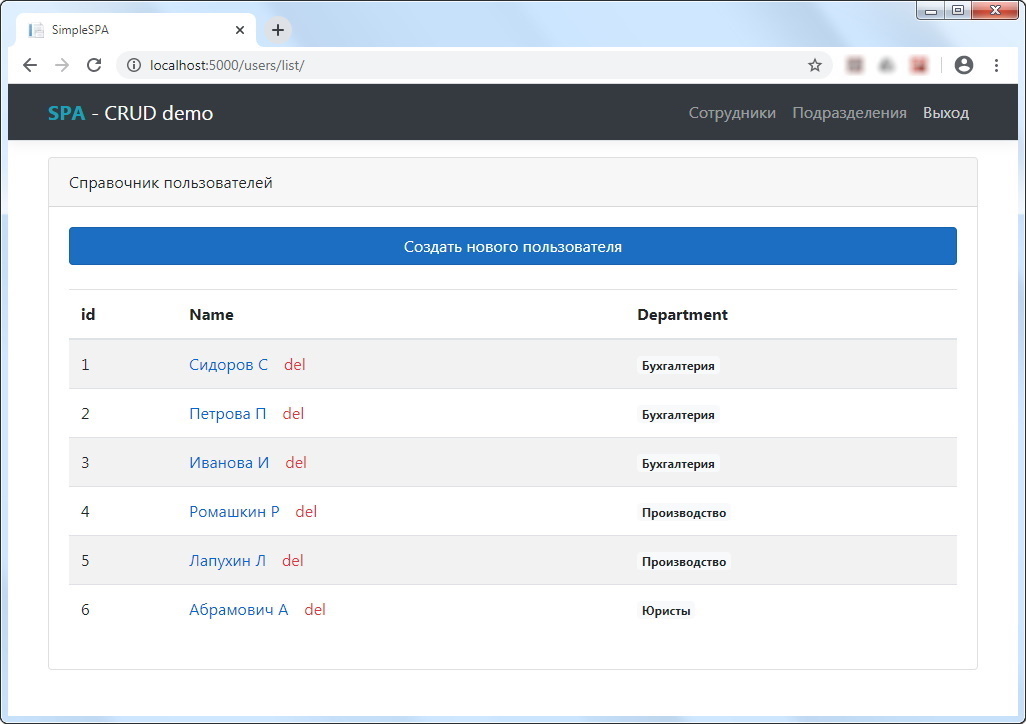 SimpleSPA
localhost:5000/users/list/
SPA - CRUD demo Сотрудники Подразделения Выход
Справочник пользователей
Создать нового пользователя
id Name Department
1 Сидоров С del Бухгалтерия
2 Петрова П del Бухгалтерия
3 Иванова И del Бухгалтерия
4 Ромашкин Р del Производство
5 Лапухин Л del Производство
6 Абрамович А del Юристы